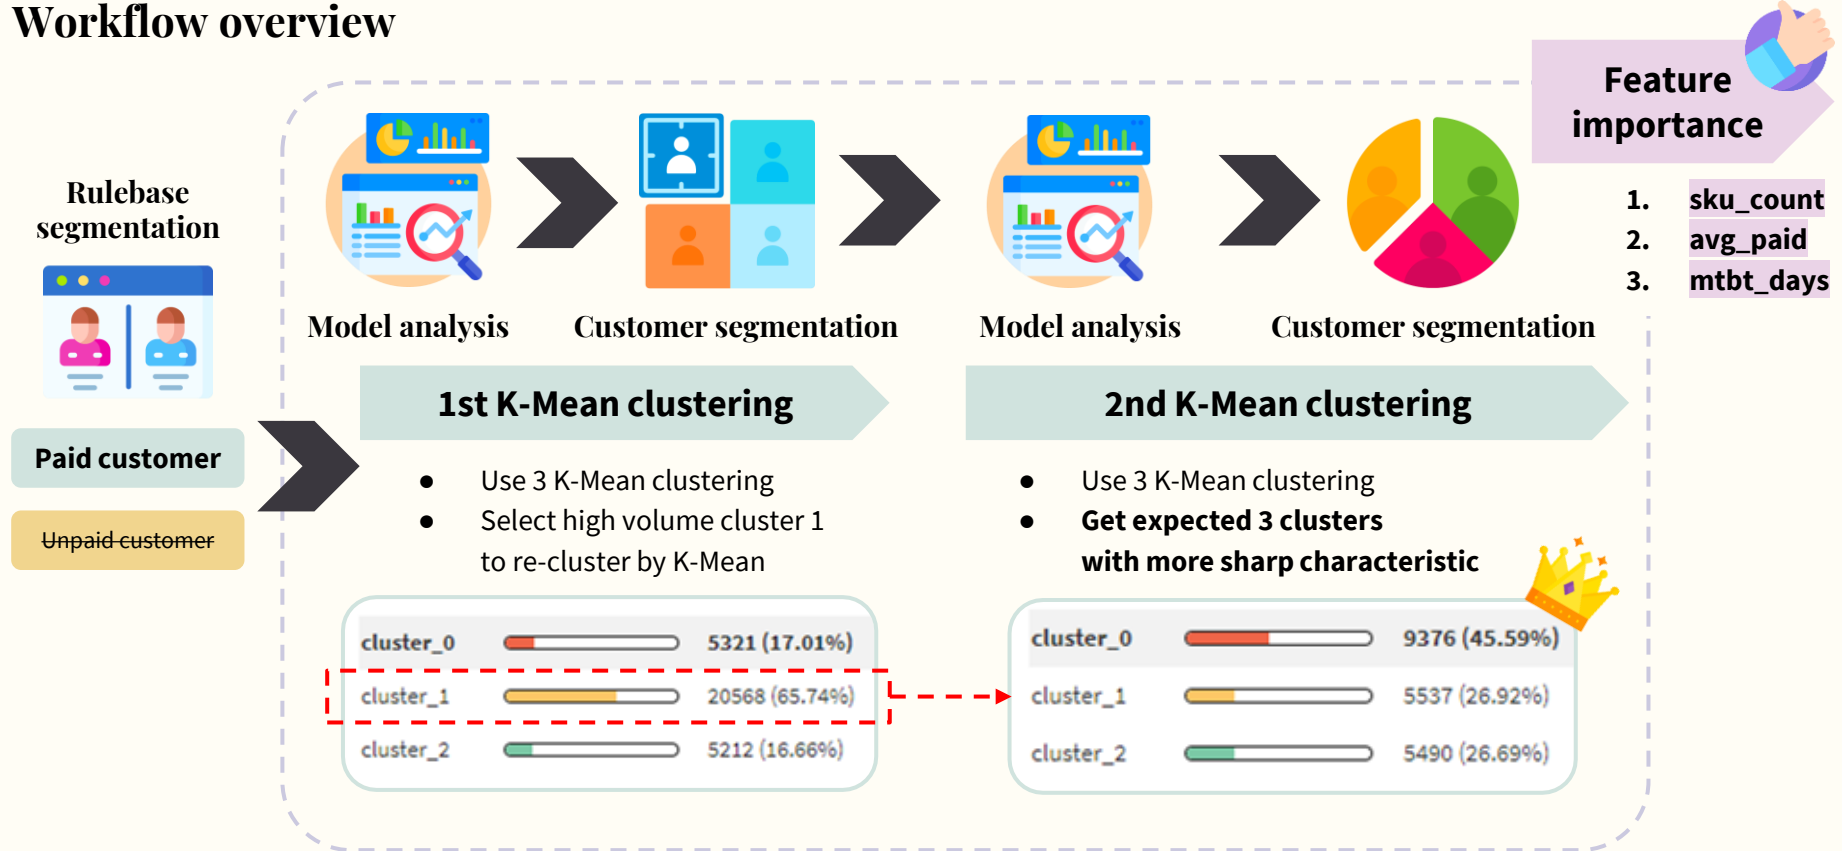 Workflow overview
Rulebase
segmentation
Paid customer
Unpaid customer
Model analysis
Customer segmentation
1st K-Mean clustering
● Use 3 K-Mean clustering
● Select high volume cluster 1
to re-cluster by K-Mean
cluster_0 5321 (17.01%)
cluster_1 20568 (65.74%)
cluster_2 5212 (16.66%)
Model analysis
Customer segmentation
2nd K-Mean clustering
● Use 3 K-Mean clustering
● Get expected 3 clusters
with more sharp characteristic
cluster_0 9376 (45.59%)
cluster_1 5537 (26.92%)
cluster_2 5490 (26.69%)
Feature
importance
1. sku_count
2. avg_paid
3. mtbt_days